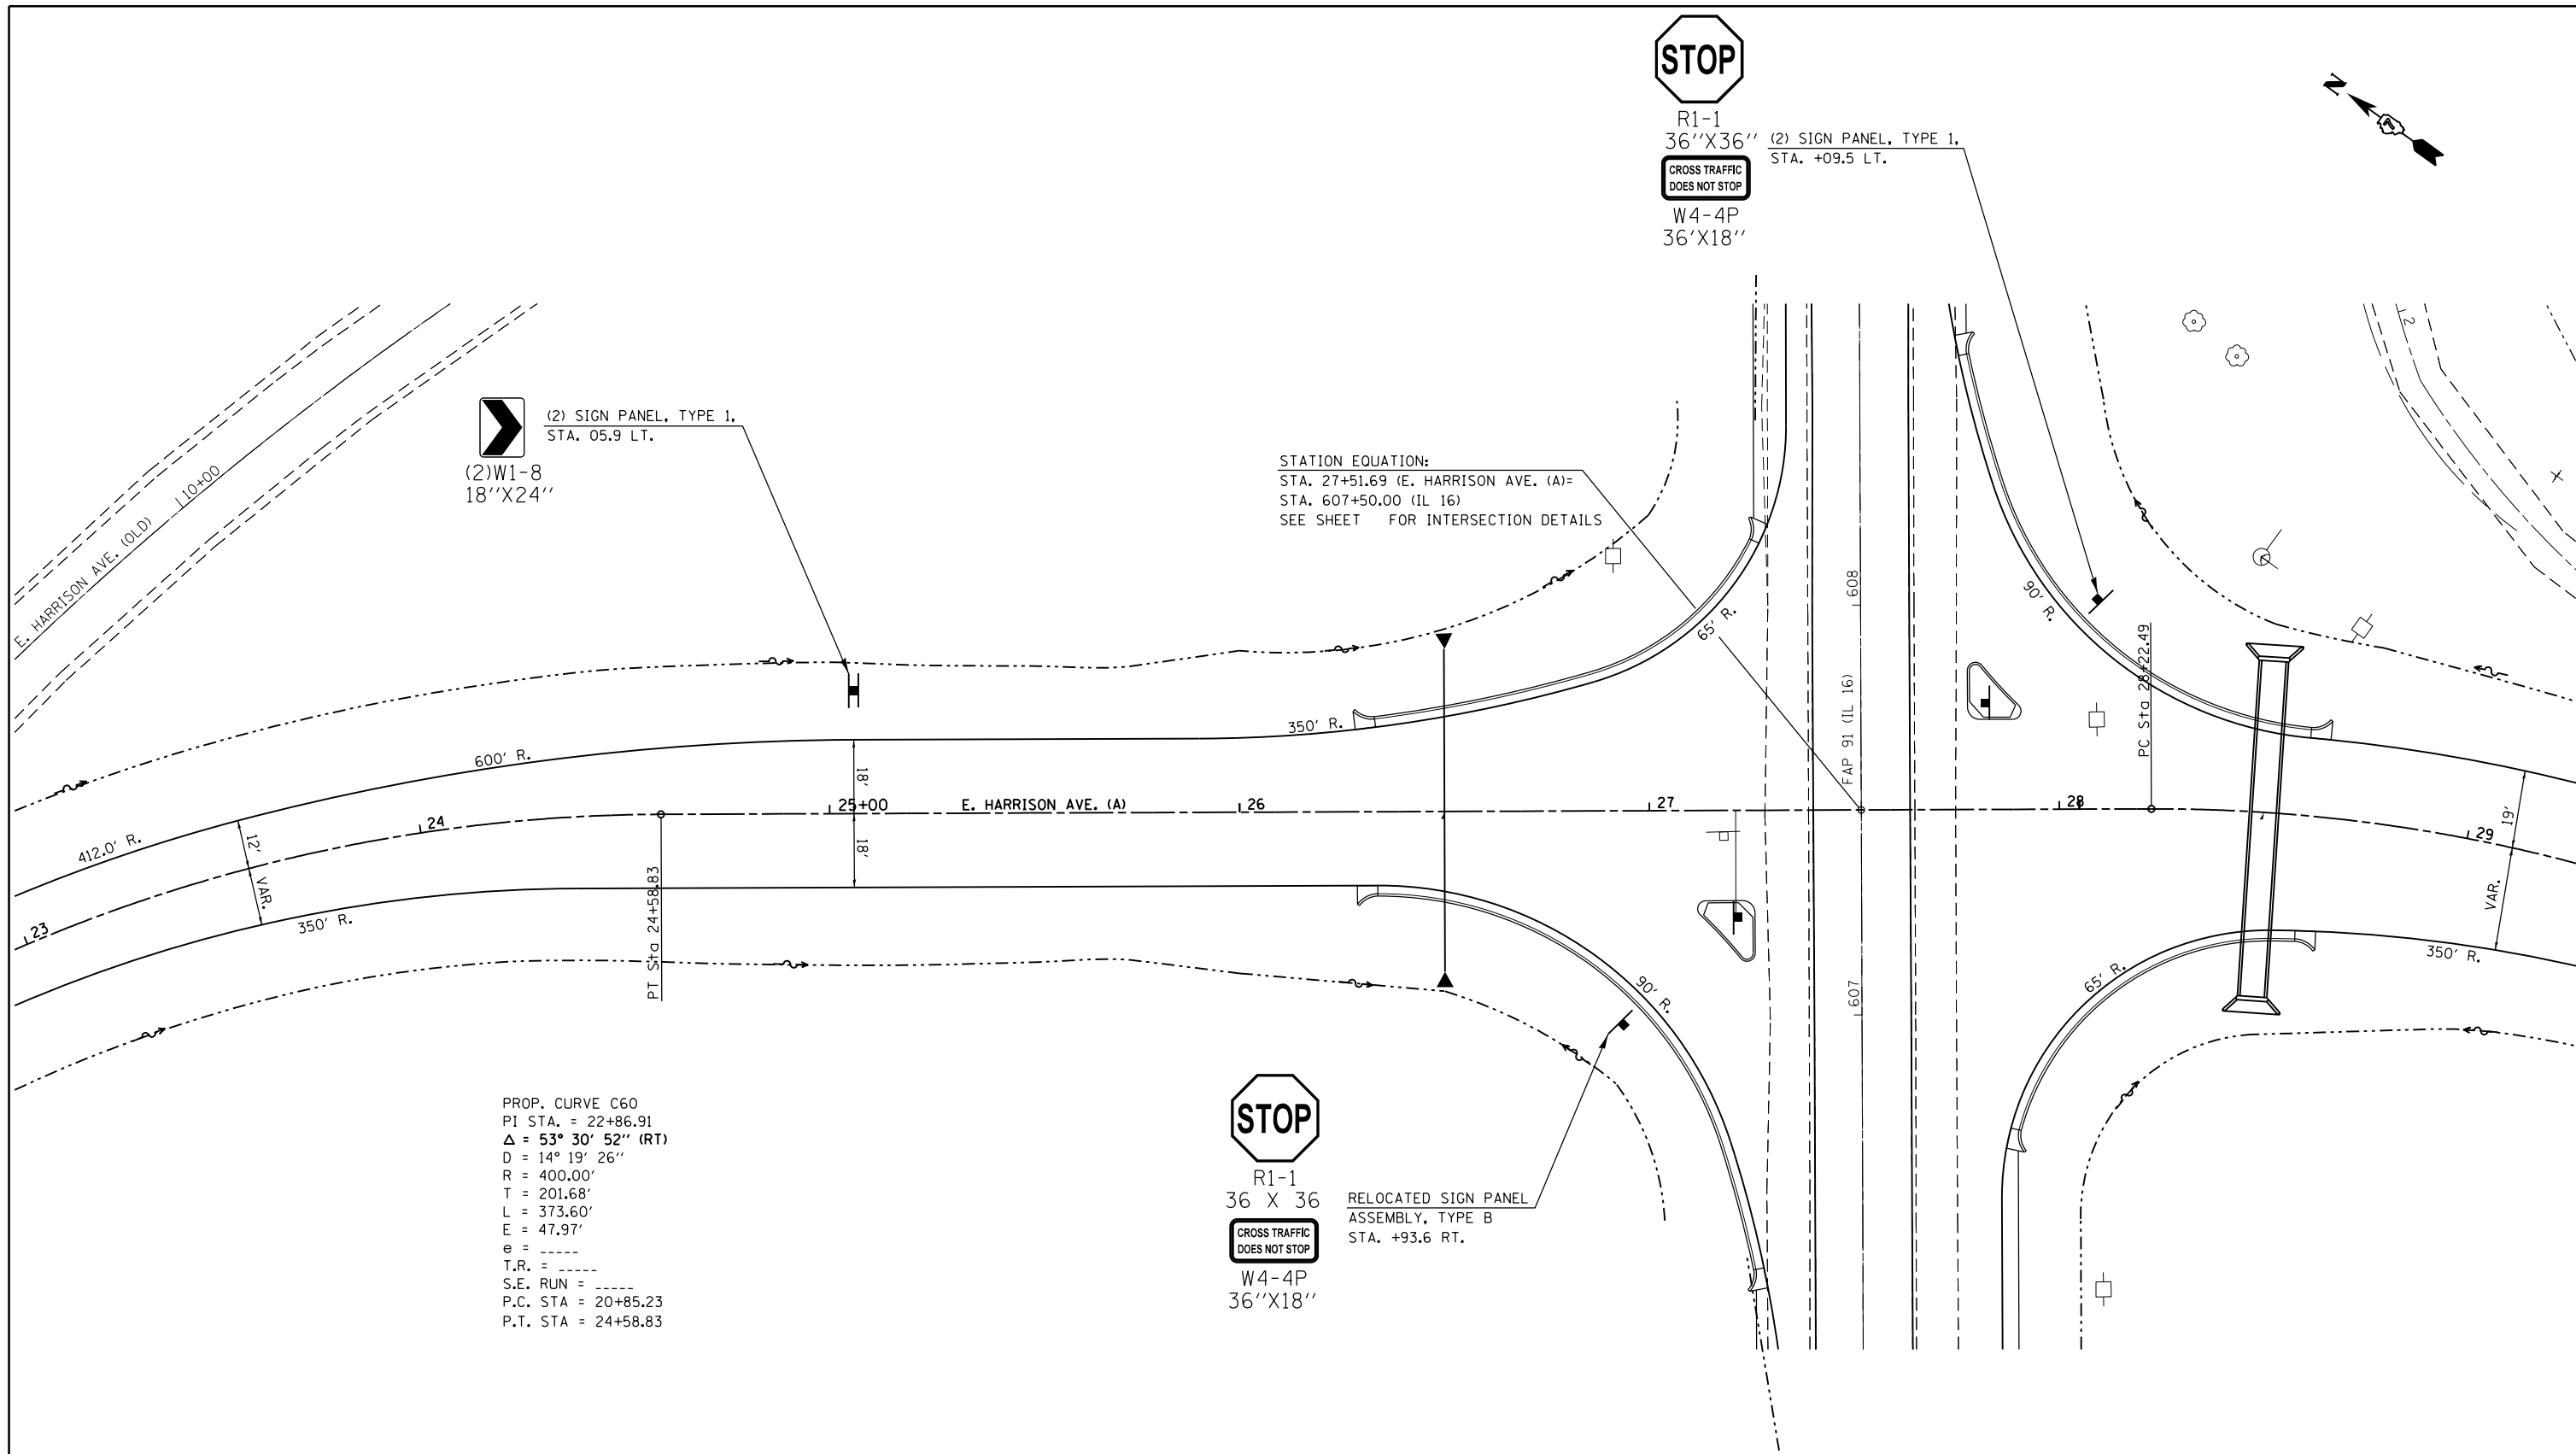 STOP
R1-1
36''X36''
CROSS TRAFFIC
DOES NOT STOP
W4-4P
36'X18''
(2) SIGN PANEL, TYPE 1,
STA. +09.5 LT.
N
2
(2)W1-8
18''X24''
(2) SIGN PANEL, TYPE 1,
STA. 05.9 LT.
STATION EQUATION:
STA. 27+51.69 (E. HARRISON AVE. (A)=
STA. 607+50.00 (IL 16)
SEE SHEET FOR INTERSECTION DETAILS
E. HARRISON AVE. (OLD)
10+00
608
65' R.
90' R.
FAP 91 (IL 16)
PC Sta 28+22.49
350' R.
600' R.
412.0' R.
12'
VAR.
18'
18'
23
24
25+00
E. HARRISON AVE. (A)
26
27
28
29
19'
VAR.
350' R.
PT Sta 24+58.83
90' R.
607
65' R.
350' R.
PROP. CURVE C60
PI STA. = 22+86.91
Δ = 53° 30' 52'' (RT)
D = 14° 19' 26''
R = 400.00'
T = 201.68'
L = 373.60'
E = 47.97'
e = _____
T.R. = _____
S.E. RUN = _____
P.C. STA = 20+85.23
P.T. STA = 24+58.83
STOP
R1-1
36 X 36
CROSS TRAFFIC
DOES NOT STOP
W4-4P
36''X18''
RELOCATED SIGN PANEL
ASSEMBLY, TYPE B
STA. +93.6 RT.